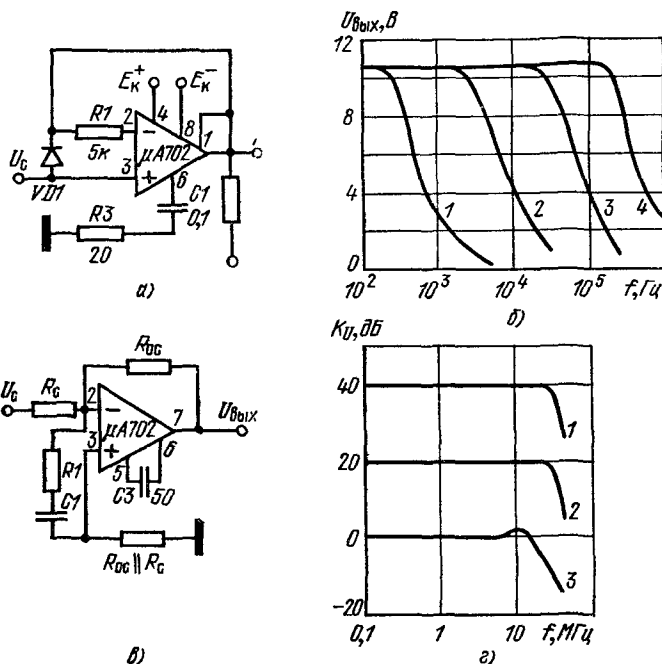 E_K^+
E_K^-
R1
5к
2
−
4
8
1
U_C
VD1
3
+
μA702
6
C1
0,1
R3
20
а)
U_вых, В
12
8
4
0
1
2
3
4
10^2
10^3
10^4
10^5
f, Гц
б)
U_C
R_C
R_ОС
2
−
3
+
μA702
7
U_вых
6
5
C3
50
R1
C1
R_ОС || R_C
в)
K_U, дБ
40
20
0
−20
1
2
3
0,1
1
10
f, МГц
г)